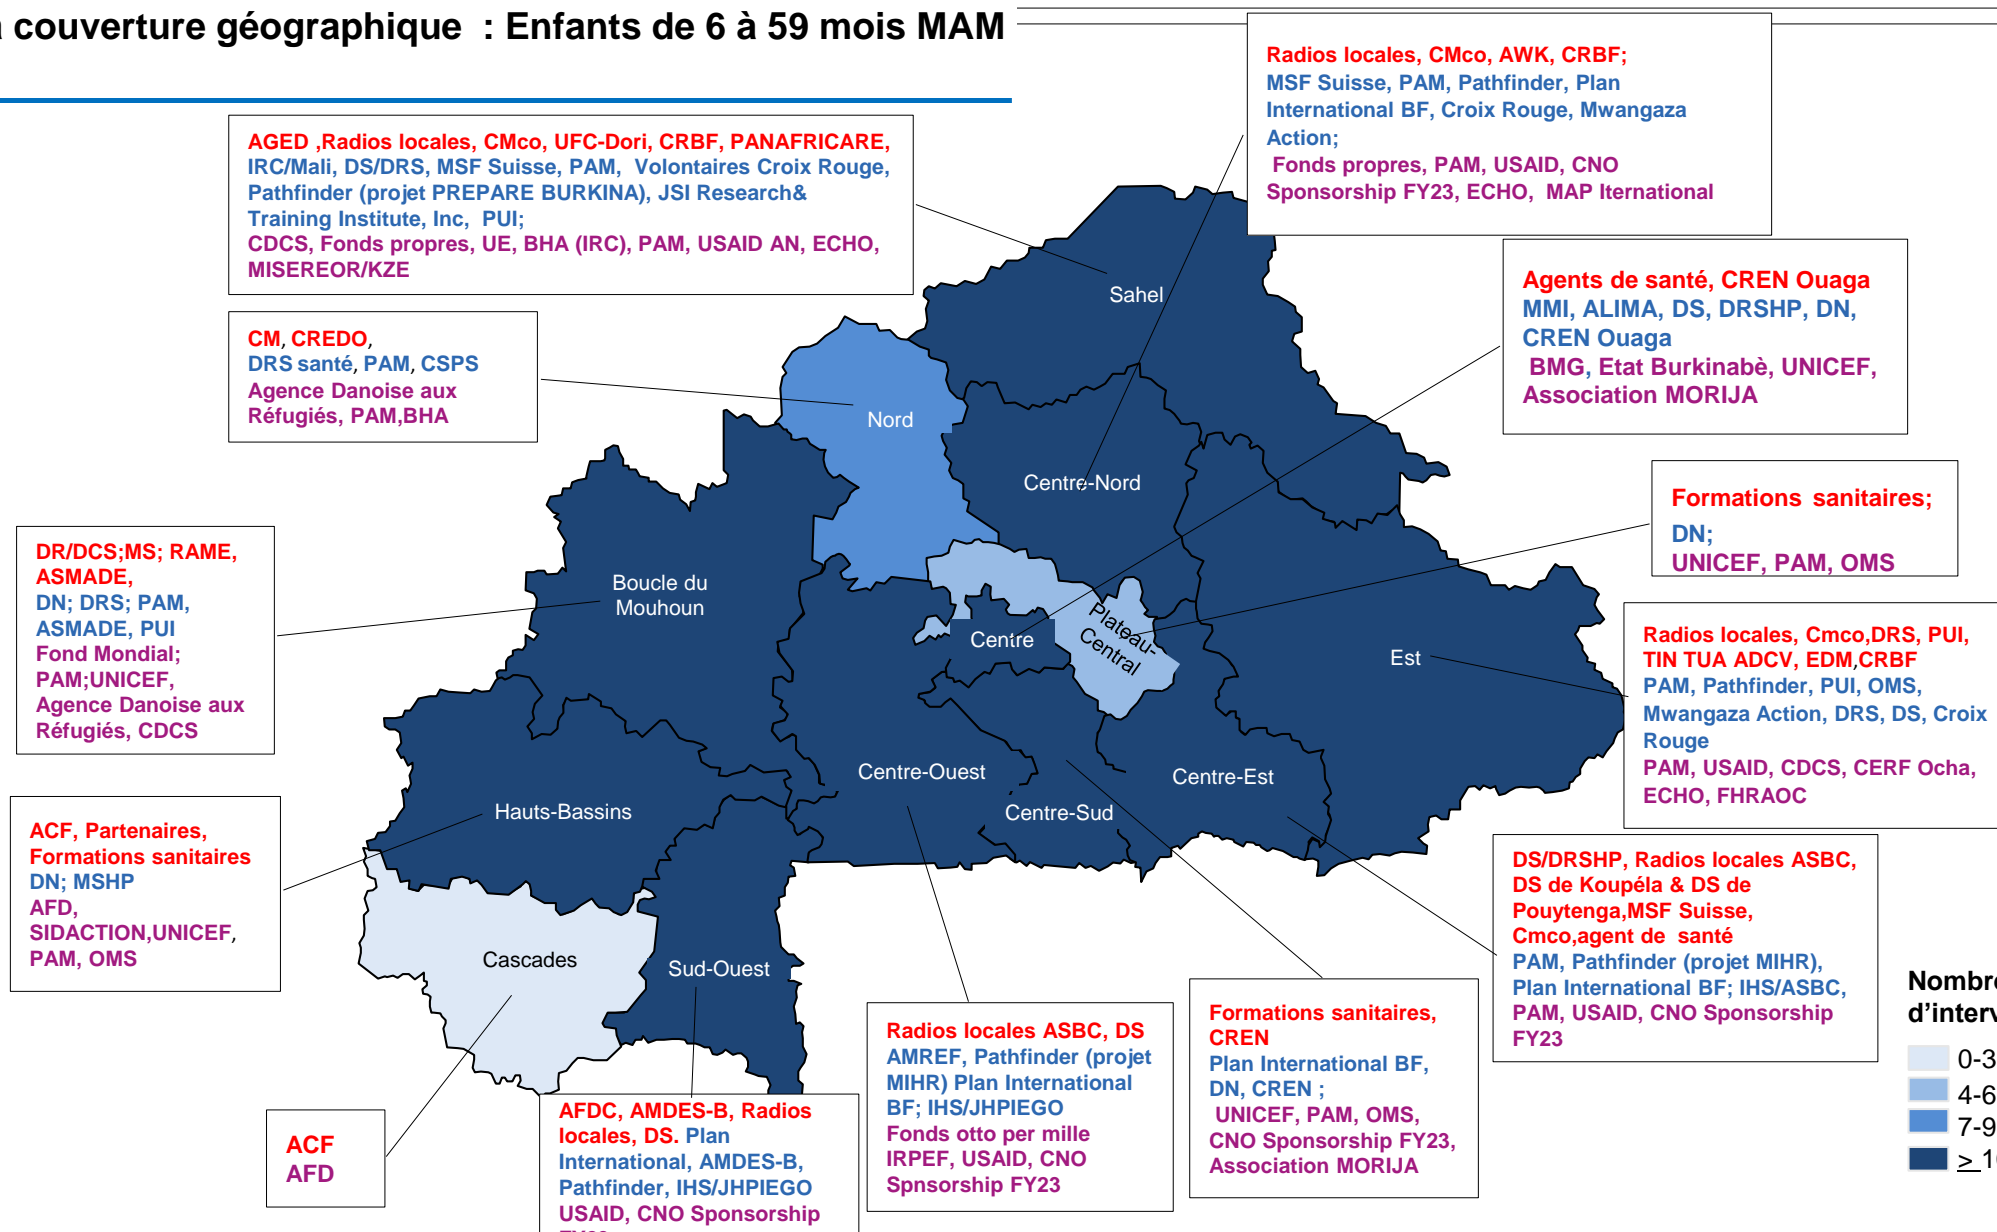 couverture géographique : Enfants de 6 à 59 mois MAM
Radios locales, CMco, AWK, CRBF;
MSF Suisse, PAM, Pathfinder, Plan
International BF, Croix Rouge, Mwangaza
Action;
Fonds propres, PAM, USAID, CNO
Sponsorship FY23, ECHO, MAP Iternational
AGED ,Radios locales, CMco, UFC-Dori, CRBF, PANAFRICARE,
IRC/Mali, DS/DRS, MSF Suisse, PAM, Volontaires Croix Rouge,
Pathfinder (projet PREPARE BURKINA), JSI Research&
Training Institute, Inc, PUI;
CDCS, Fonds propres, UE, BHA (IRC), PAM, USAID AN, ECHO,
MISEREOR/KZE
Agents de santé, CREN Ouaga
MMI, ALIMA, DS, DRSHP, DN,
CREN Ouaga
BMG, Etat Burkinabè, UNICEF,
Association MORIJA
CM, CREDO,
DRS santé, PAM, CSPS
Agence Danoise aux
Réfugiés, PAM,BHA
Formations sanitaires;
DN;
UNICEF, PAM, OMS
DR/DCS;MS; RAME,
ASMADE,
DN; DRS; PAM,
ASMADE, PUI
Fond Mondial;
PAM;UNICEF,
Agence Danoise aux
Réfugiés, CDCS
Radios locales, Cmco,DRS, PUI,
TIN TUA ADCV, EDM,CRBF
PAM, Pathfinder, PUI, OMS,
Mwangaza Action, DRS, DS, Croix
Rouge
PAM, USAID, CDCS, CERF Ocha,
ECHO, FHRAOC
ACF, Partenaires,
Formations sanitaires
DN; MSHP
AFD,
SIDACTION,UNICEF,
PAM, OMS
DS/DRSHP, Radios locales ASBC,
DS de Koupéla & DS de
Pouytenga,MSF Suisse,
Cmco,agent de santé
PAM, Pathfinder (projet MIHR),
Plan International BF; IHS/ASBC,
PAM, USAID, CNO Sponsorship
FY23
Sahel
Nord
Centre-Nord
Boucle du
Mouhoun
Centre
Plateau-
Central
Est
Centre-Ouest
Centre-Est
Hauts-Bassins
Centre-Sud
Cascades
Sud-Ouest
ACF
AFD
AFDC, AMDES-B, Radios
locales, DS. Plan
International, AMDES-B,
Pathfinder, IHS/JHPIEGO
USAID, CNO Sponsorship
Radios locales ASBC, DS
AMREF, Pathfinder (projet
MIHR) Plan International
BF; IHS/JHPIEGO
Fonds otto per mille
IRPEF, USAID, CNO
Spnsorship FY23
Formations sanitaires,
CREN
Plan International BF,
DN, CREN ;
UNICEF, PAM, OMS,
CNO Sponsorship FY23,
Association MORIJA
Nombre
d'interv
0-3
4-6
7-9
≥ 1